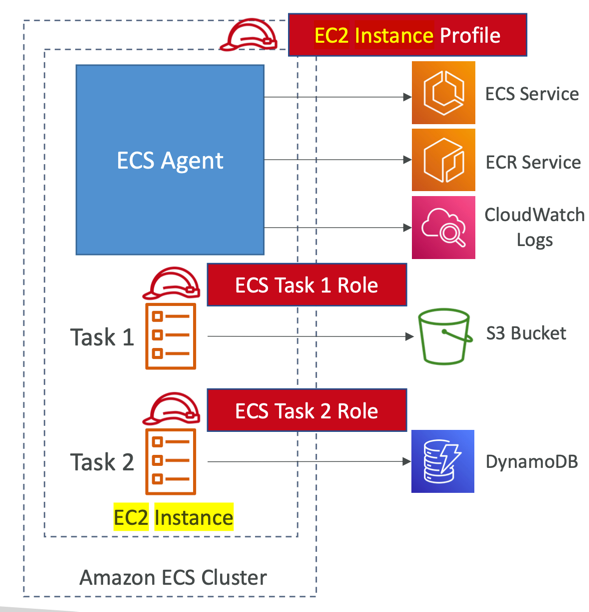 EC2 Instance Profile
ECS Agent
ECS Service
ECR Service
CloudWatch
Logs
ECS Task 1 Role
Task 1
S3 Bucket
ECS Task 2 Role
Task 2
DynamoDB
EC2 Instance
Amazon ECS Cluster